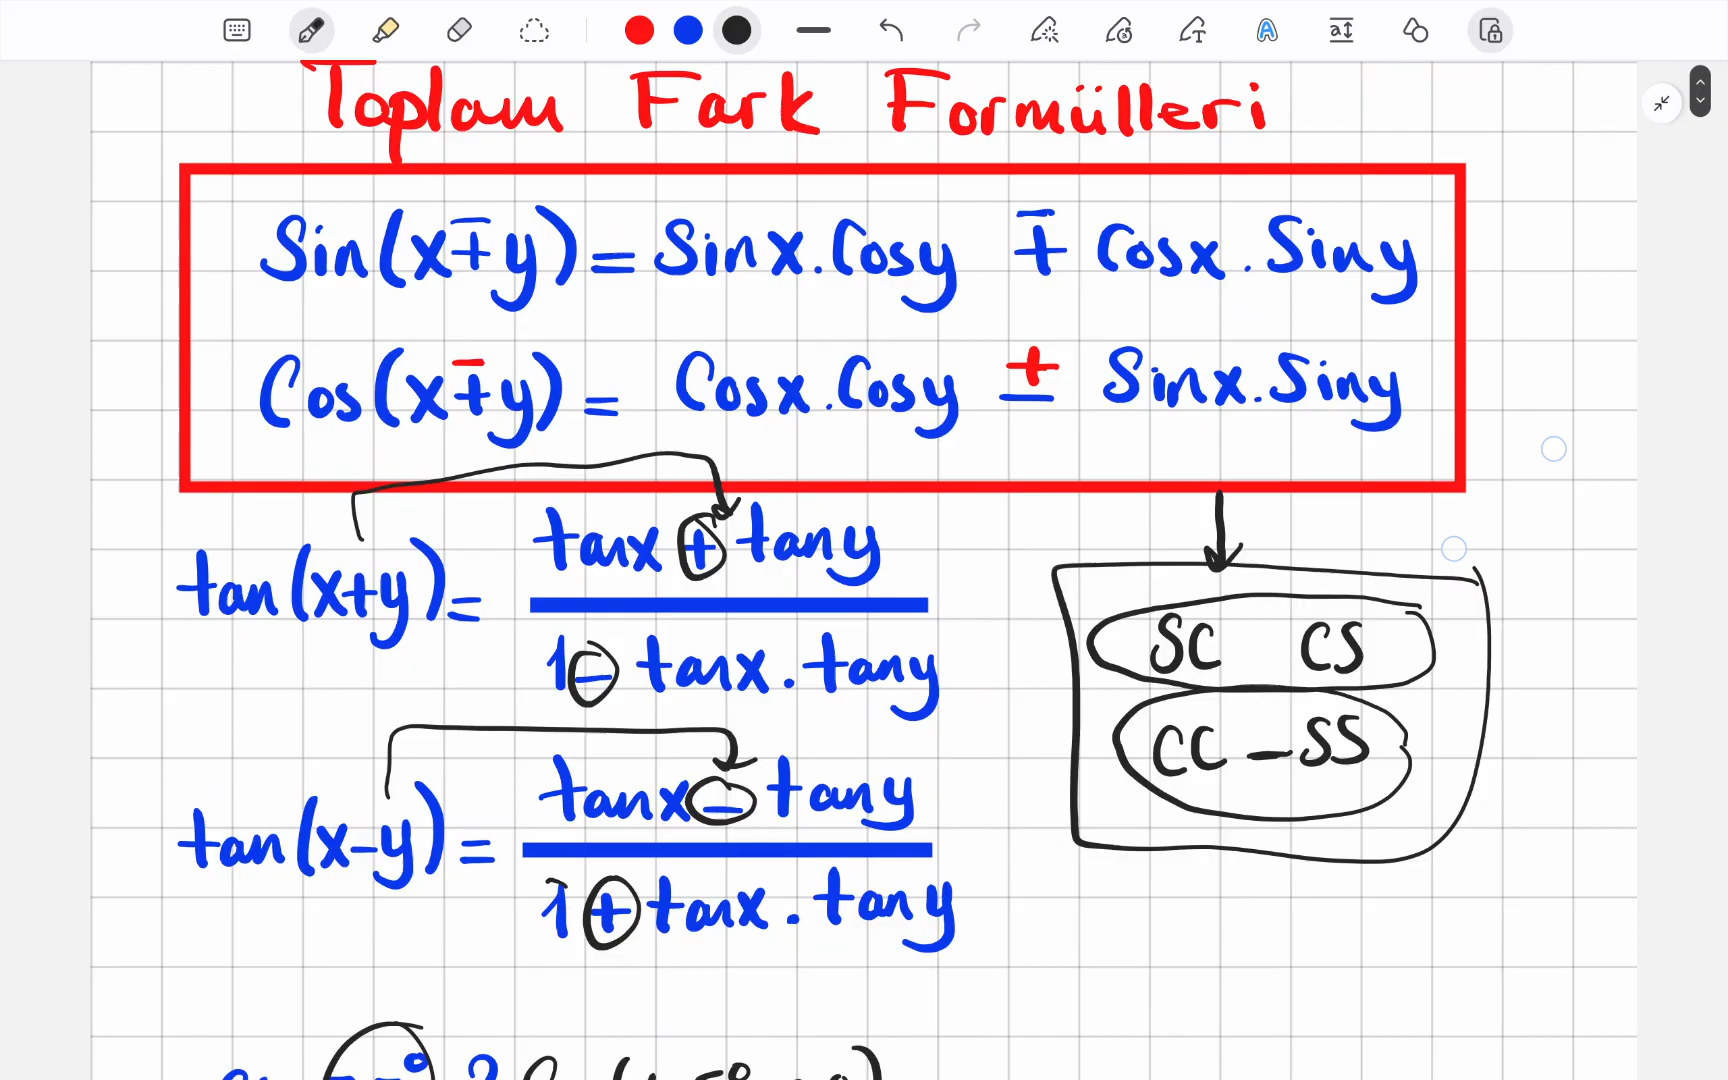 Toplam Fark Formülleri
Sin(x∓y)= Sinx.Cosy ∓ Cosx.Siny
Cos(x∓y)= Cosx.Cosy ± Sinx.Siny
tan(x+y)= tanx + tany
1 - tanx.tany
SC CS
CC - SS
tan(x-y)= tanx - tany
1 + tanx.tany